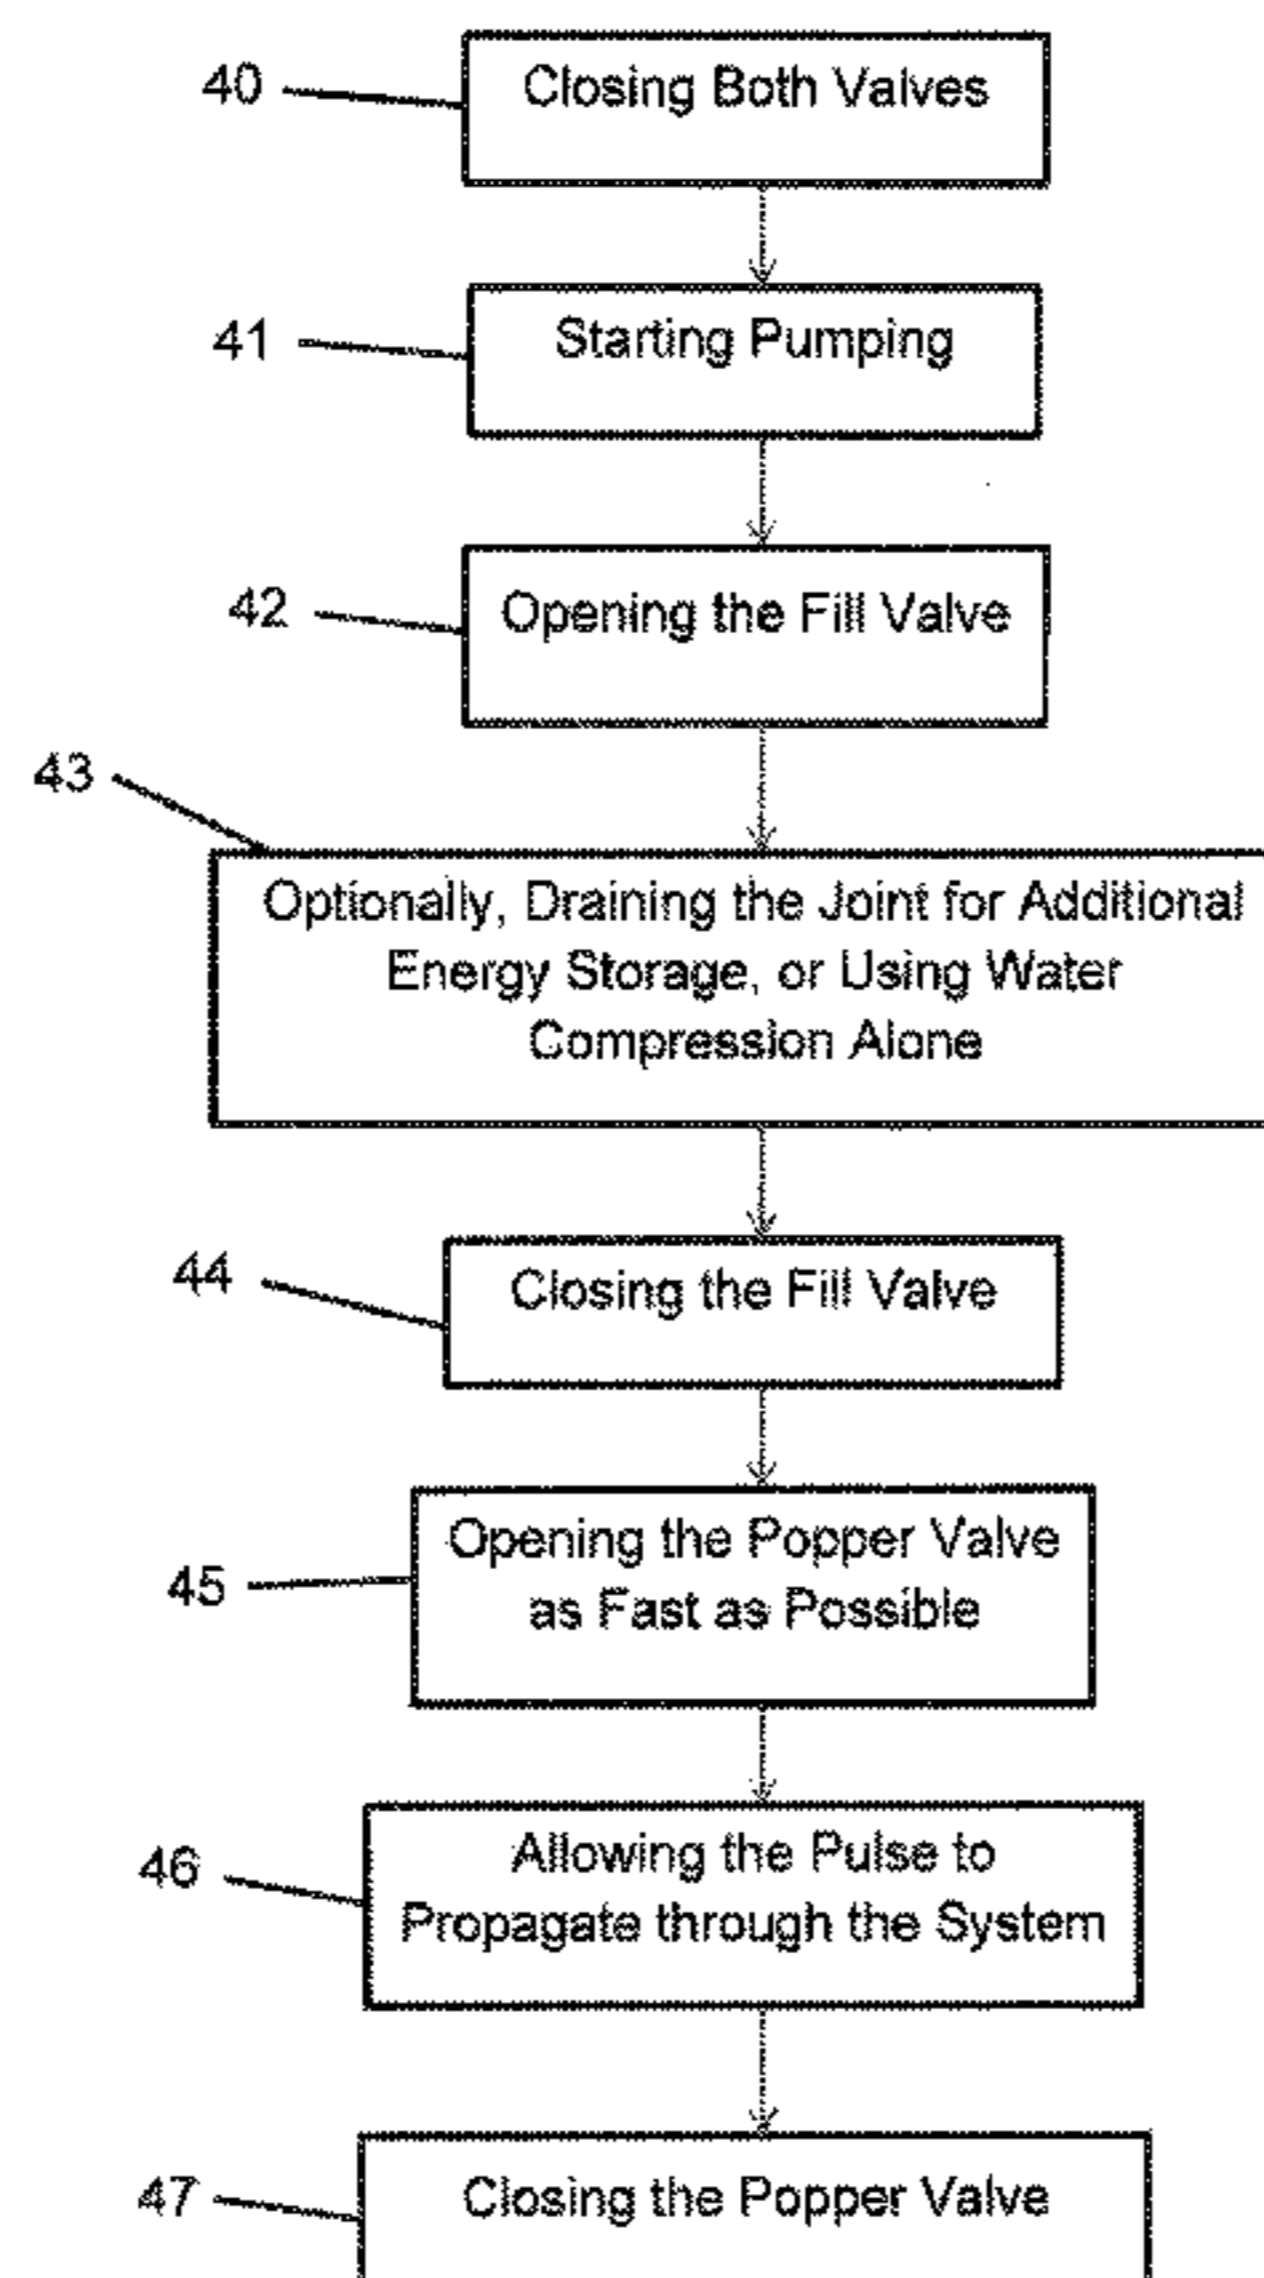 40
Closing Both Valves
41
Starting Pumping
42
Opening the Fill Valve
43
Optionally, Draining the Joint for Additional
Energy Storage, or Using Water
Compression Alone
44
Closing the Fill Valve
45
Opening the Popper Valve
as Fast as Possible
46
Allowing the Pulse to
Propagate through the System
47
Closing the Popper Valve